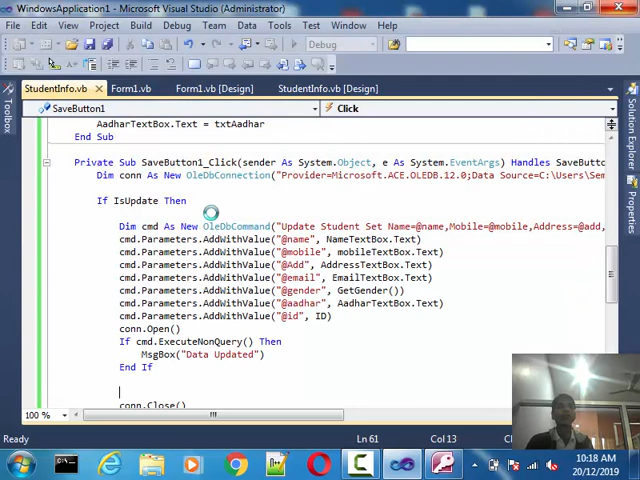 WindowsApplication1 - Microsoft Visual Studio (Administrator)
File Edit View Project Build Debug Team Data Tools Test Window Help
Debug
StudentInfo.vb × Form1.vb Form1.vb [Design] StudentInfo.vb [Design]
SaveButton1 Click
AadharTextBox.Text = txtAadhar
End Sub
Private Sub SaveButton1_Click(sender As System.Object, e As System.EventArgs) Handles SaveButto
Dim conn As New OleDbConnection("Provider=Microsoft.ACE.OLEDB.12.0;Data Source=C:\Users\Sem
If IsUpdate Then
Dim cmd As New OleDbCommand("Update Student Set Name=@name,Mobile=@mobile,Address=@add,
cmd.Parameters.AddWithValue("@name", NameTextBox.Text)
cmd.Parameters.AddWithValue("@mobile", mobileTextBox.Text)
cmd.Parameters.AddWithValue("@Add", AddressTextBox.Text)
cmd.Parameters.AddWithValue("@email", EmailTextBox.Text)
cmd.Parameters.AddWithValue("@gender", GetGender())
cmd.Parameters.AddWithValue("@aadhar", AadharTextBox.Text)
cmd.Parameters.AddWithValue("@id", ID)
conn.Open()
If cmd.ExecuteNonQuery() Then
MsgBox("Data Updated")
End If
conn.Close()
100 %
Ready Ln 61 Col 13
Toolbox
Solution Explorer
Properties
10:18 AM
20/12/2019